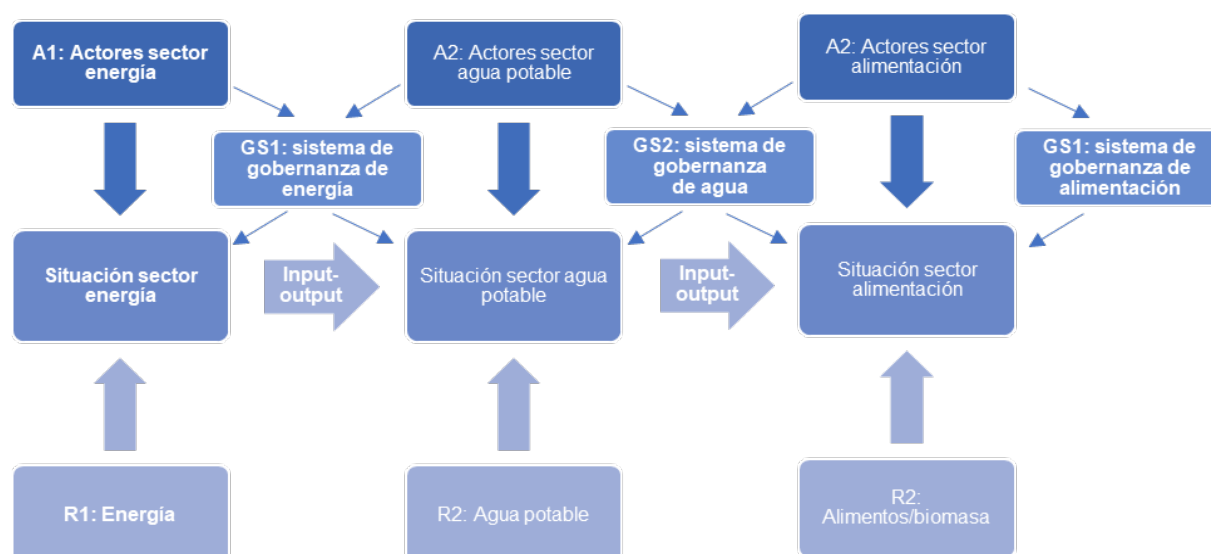 A1: Actores sector
energía
A2: Actores sector
agua potable
A2: Actores sector
alimentación
GS1: sistema de
gobernanza de
energía
GS2: sistema de
gobernanza
de agua
GS1: sistema de
gobernanza de
alimentación
Situación sector
energía
Input-
output
Situación sector agua
potable
Input-
output
Situación sector
alimentación
R1: Energía
R2: Agua potable
R2:
Alimentos/biomasa